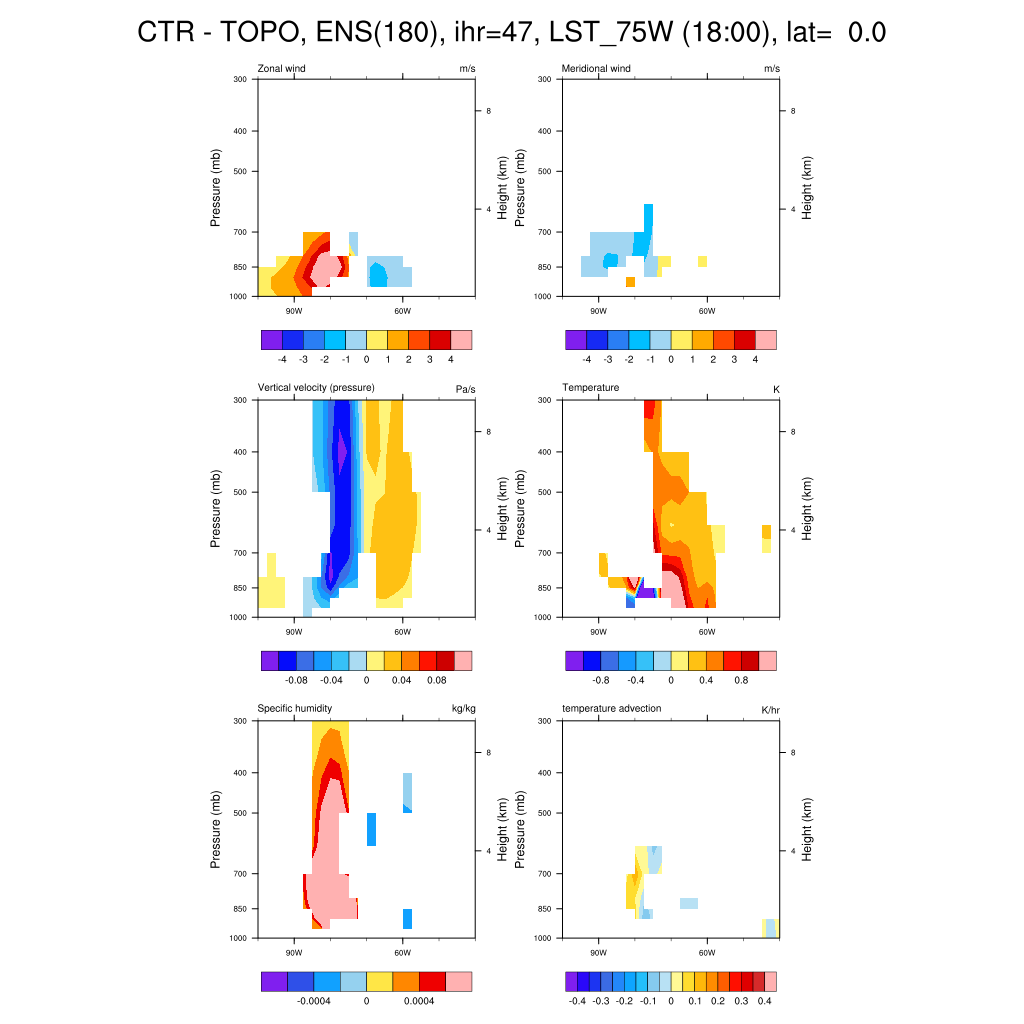 CTR - TOPO, ENS(180), ihr=47, LST_75W (18:00), lat=  0.0
Zonal wind m/s
Pressure (mb)
Height (km)
300
400
500
700
850
1000
8
4
90W 60W
-4 -3 -2 -1 0 1 2 3 4
Meridional wind m/s
Pressure (mb)
Height (km)
300
400
500
700
850
1000
8
4
90W 60W
-4 -3 -2 -1 0 1 2 3 4
Vertical velocity (pressure) Pa/s
Pressure (mb)
Height (km)
300
400
500
700
850
1000
8
4
90W 60W
-0.08 -0.04 0 0.04 0.08
Temperature K
Pressure (mb)
Height (km)
300
400
500
700
850
1000
8
4
90W 60W
-0.8 -0.4 0 0.4 0.8
Specific humidity kg/kg
Pressure (mb)
Height (km)
300
400
500
700
850
1000
8
4
90W 60W
-0.0004 0 0.0004
temperature advection K/hr
Pressure (mb)
Height (km)
300
400
500
700
850
1000
8
4
90W 60W
-0.4 -0.3 -0.2 -0.1 0 0.1 0.2 0.3 0.4